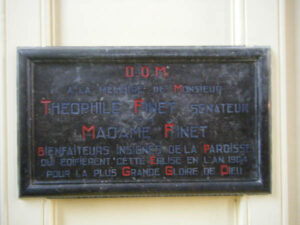 D.O.M
A LA MEMOIRE DE MONSIEUR
THEOPHILE FINET SENATEUR
MADAME FINET
BIENFAITEURS INSIGNES DE LA PAROISSE
QUI EDIFIERENT CETTE EGLISE EN L'AN 1904
POUR LA PLUS GRANDE GLOIRE DE DIEU